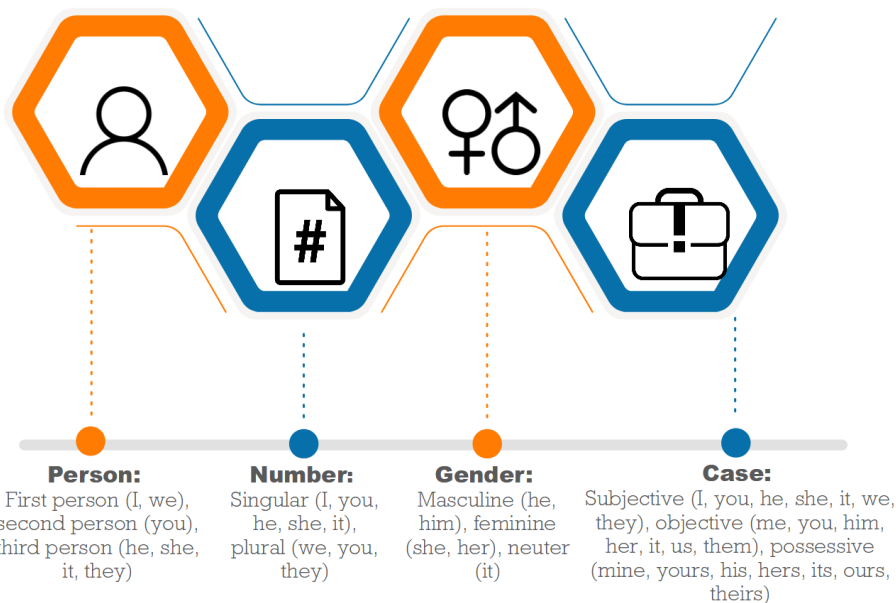 #
Person:
First person (I, we),
second person (you),
third person (he, she,
it, they)
Number:
Singular (I, you,
he, she, it),
plural (we, you,
they)
Gender:
Masculine (he,
him), feminine
(she, her), neuter
(it)
Case:
Subjective (I, you, he, she, it, we,
they), objective (me, you, him,
her, it, us, them), possessive
(mine, yours, his, hers, its, ours,
theirs)